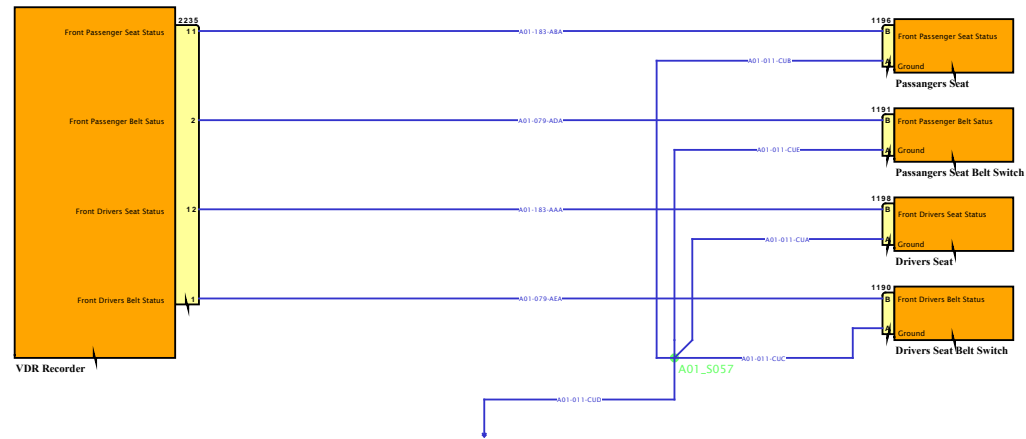 2235
1196
Front Passenger Seat Status
11
A01-183-ABA
B
Front Passenger Seat Status
A01-011-CUB
A
Ground
Passangers Seat
1191
Front Passenger Belt Satus
2
A01-079-ADA
B
Front Passenger Belt Status
A01-011-CUE
A
Ground
Passangers Seat Belt Switch
1198
Front Drivers Seat Status
12
A01-183-AAA
B
Front Drivers Seat Status
A01-011-CUA
A
Ground
Drivers Seat
1190
Front Drivers Belt Status
1
A01-079-AEA
B
Front Drivers Belt Status
A
Ground
Drivers Seat Belt Switch
A01-011-CUC
VDR Recorder
A01_S057
A01-011-CUD